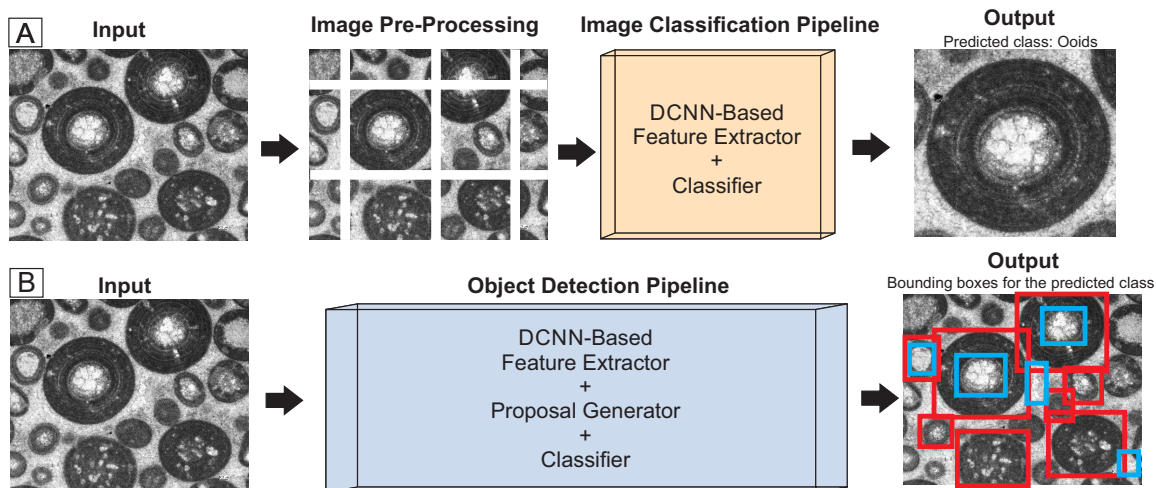 A
Input
Image Pre-Processing
Image Classification Pipeline
Output
Predicted class: Ooids
DCNN-Based
Feature Extractor
+
Classifier
B
Input
Object Detection Pipeline
Output
Bounding boxes for the predicted class
DCNN-Based
Feature Extractor
+
Proposal Generator
+
Classifier